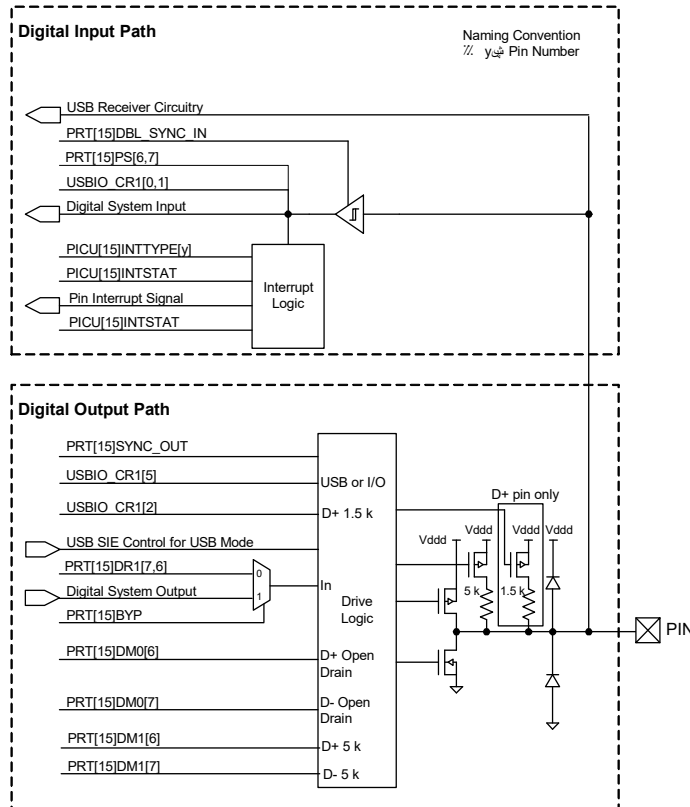 Digital Input Path
Naming Convention
y Pin Number
USB Receiver Circuitry
PRT[15]DBL_SYNC_IN
PRT[15]PS[6,7]
USBIO_CR1[0,1]
Digital System Input
PICU[15]INTTYPE[y]
PICU[15]INTSTAT
Pin Interrupt Signal
PICU[15]INTSTAT
Interrupt
Logic
Digital Output Path
PRT[15]SYNC_OUT
USBIO_CR1[5]
USBIO_CR1[2]
USB SIE Control for USB Mode
PRT[15]DR1[7,6]
Digital System Output
PRT[15]BYP
PRT[15]DM0[6]
PRT[15]DM0[7]
PRT[15]DM1[6]
PRT[15]DM1[7]
0
1
USB or I/O
D+ 1.5 k
In
Drive
Logic
D+ Open
Drain
D- Open
Drain
D+ 5 k
D- 5 k
D+ pin only
Vddd
Vddd
Vddd
Vddd
5 k
1.5 k
PIN